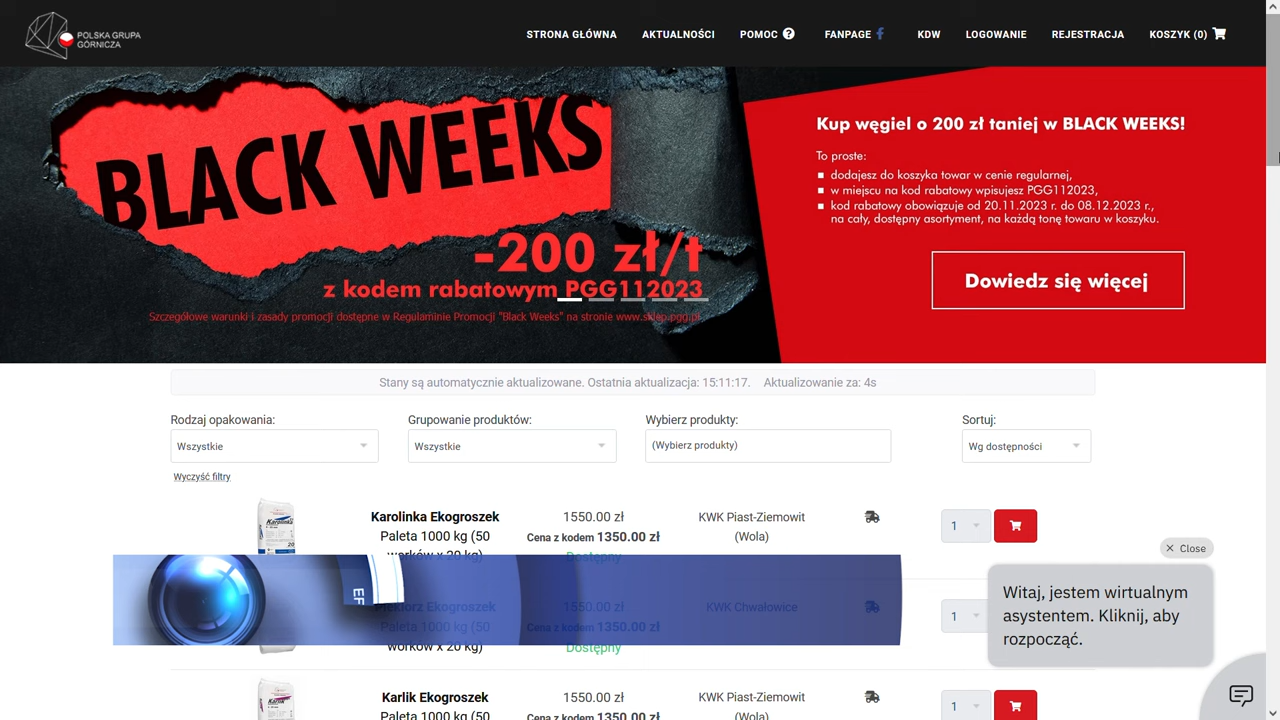 POLSKA GRUPA
GÓRNICZA
STRONA GŁÓWNA
AKTUALNOŚCI
POMOC
FANPAGE
KDW
LOGOWANIE
REJESTRACJA
KOSZYK (0)
BLACK WEEKS
-200 zł/t
z kodem rabatowym PGG112023
Szczegółowe warunki i zasady promocji dostępne w Regulaminie Promocji "Black Weeks" na stronie www.sklep.pgg.pl
Kup węgiel o 200 zł taniej w BLACK WEEKS!
To proste:
dodajesz do koszyka towar w cenie regularnej,
w miejscu na kod rabatowy wpisujesz PGG112023,
kod rabatowy obowiązuje od 20.11.2023 r. do 08.12.2023 r.,
na cały, dostępny asortyment, na każdą tonę towaru w koszyku.
Dowiedz się więcej
Stany są automatycznie aktualizowane. Ostatnia aktualizacja: 15:11:17. Aktualizowanie za: 4s
Rodzaj opakowania:
Wszystkie
Wyczyść filtry
Grupowanie produktów:
Wszystkie
Wybierz produkty:
(Wybierz produkty)
Sortuj:
Wg dostępności
Karolinka Ekogroszek
Paleta 1000 kg (50
worków x 20 kg)
1550.00 zł
Cena z kodem 1350.00 zł
Dostępny
KWK Piast-Ziemowit
(Wola)
1
EF
Pieklorz Ekogroszek
Paleta 1000 kg (50
worków x 20 kg)
1550.00 zł
Cena z kodem 1350.00 zł
Dostępny
KWK Chwałowice
1
Karlik Ekogroszek
Paleta 1000 kg (50
1550.00 zł
Cena z kodem 1350.00 zł
KWK Piast-Ziemowit
(Wola)
1
Close
Witaj, jestem wirtualnym
asystentem. Kliknij, aby
rozpocząć.